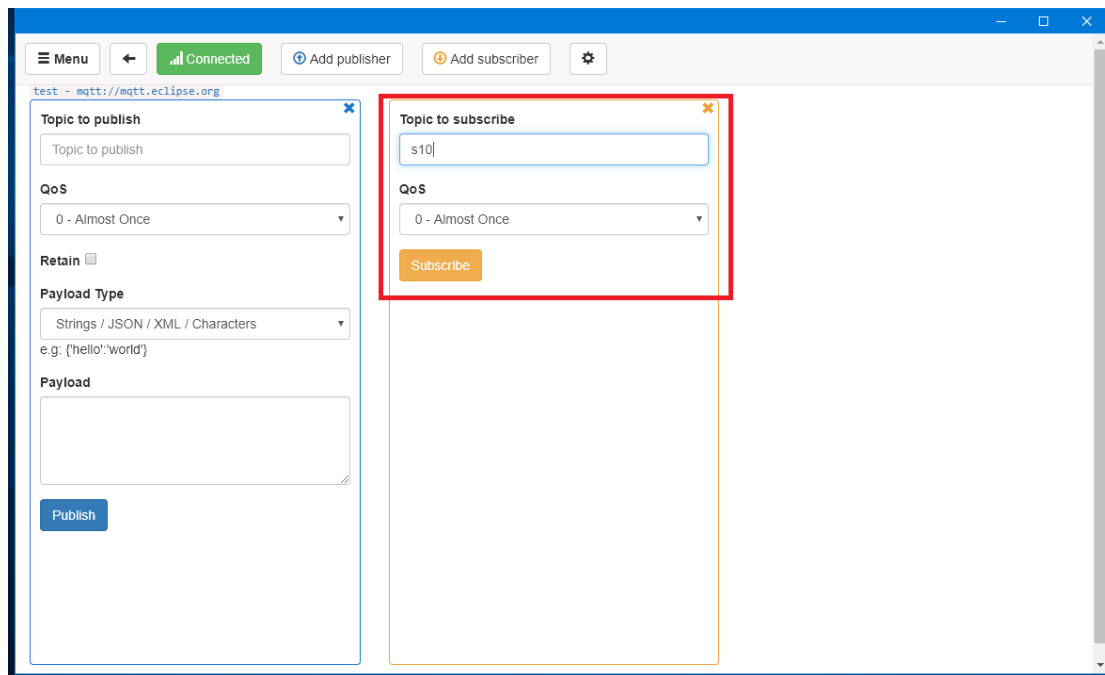 Menu
Connected
Add publisher
Add subscriber
test - mqtt://mqtt.eclipse.org
Topic to publish
Topic to publish
QoS
0 - Almost Once
Retain
Payload Type
Strings / JSON / XML / Characters
e.g: {'hello':'world'}
Payload
Publish
Topic to subscribe
s10
QoS
0 - Almost Once
Subscribe